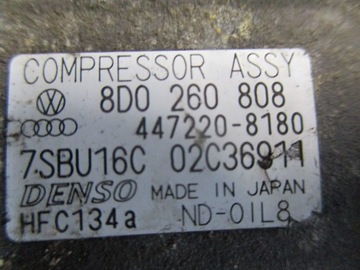 COMPRESSOR ASSY
8D0 260 808
447220-8180
7SBU16C 02C36911
DENSO MADE IN JAPAN
HFC134a ND-OIL8